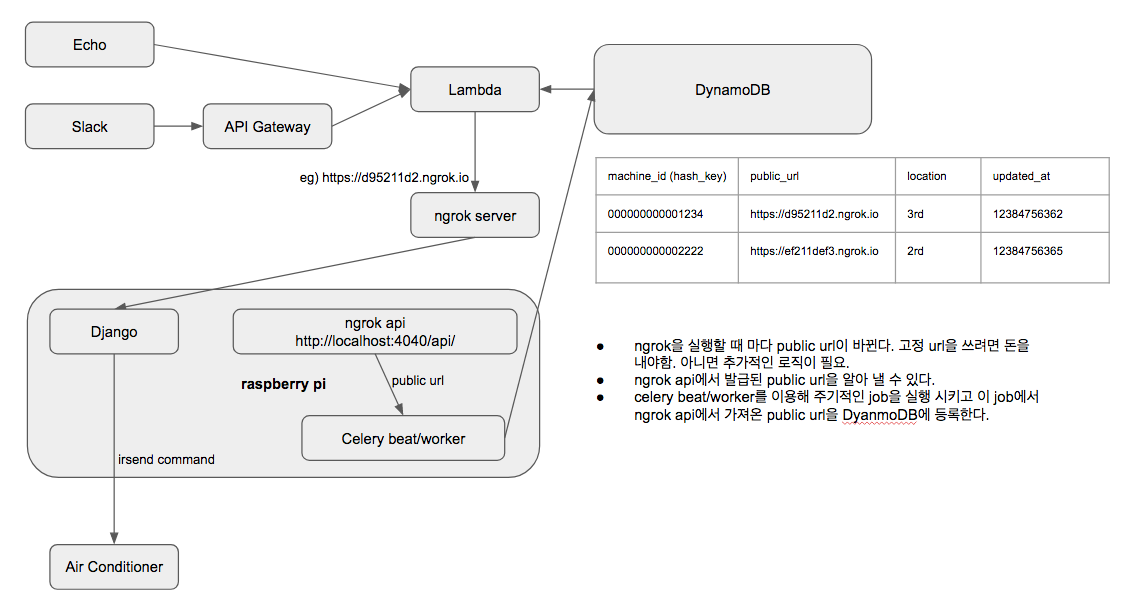 Echo
Lambda
DynamoDB
Slack
API Gateway
eg) https://d95211d2.ngrok.io
ngrok server
machine_id (hash_key) public_url location updated_at
000000000001234 https://d95211d2.ngrok.io 3rd 12384756362
000000000002222 https://ef211def3.ngrok.io 2rd 12384756365
Django
ngrok api
http://localhost:4040/api/
raspberry pi
public url
Celery beat/worker
irsend command
Air Conditioner
● ngrok을 실행할 때 마다 public url이 바뀐다. 고정 url을 쓰려면 돈을
내야함. 아니면 추가적인 로직이 필요.
● ngrok api에서 발급된 public url을 알아 낼 수 있다.
● celery beat/worker를 이용해 주기적인 job을 실행 시키고 이 job에서
ngrok api에서 가져온 public url을 DyanmoDB에 등록한다.